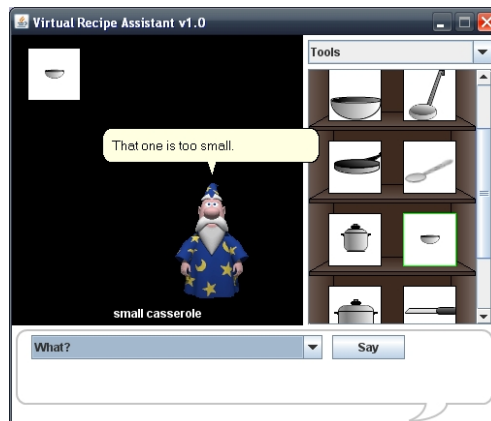 Virtual Recipe Assistant v1.0
Tools
That one is too small.
small casserole
What?
Say